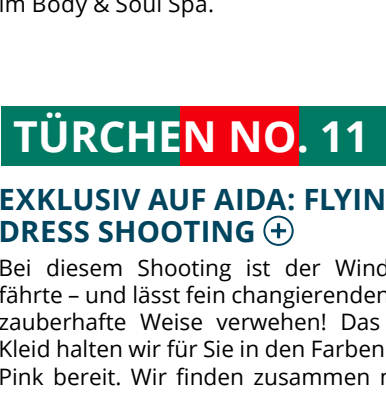 im Body & Soul Spa.
TÜRCHEN NO. 11
EXKLUSIV AUF AIDA: FLYIN
DRESS SHOOTING
Bei diesem Shooting ist der Wind
fährte – und lässt fein changierenden
zauberhafte Weise verwehen! Das
Kleid halten wir für Sie in den Farben
Pink bereit. Wir finden zusammen